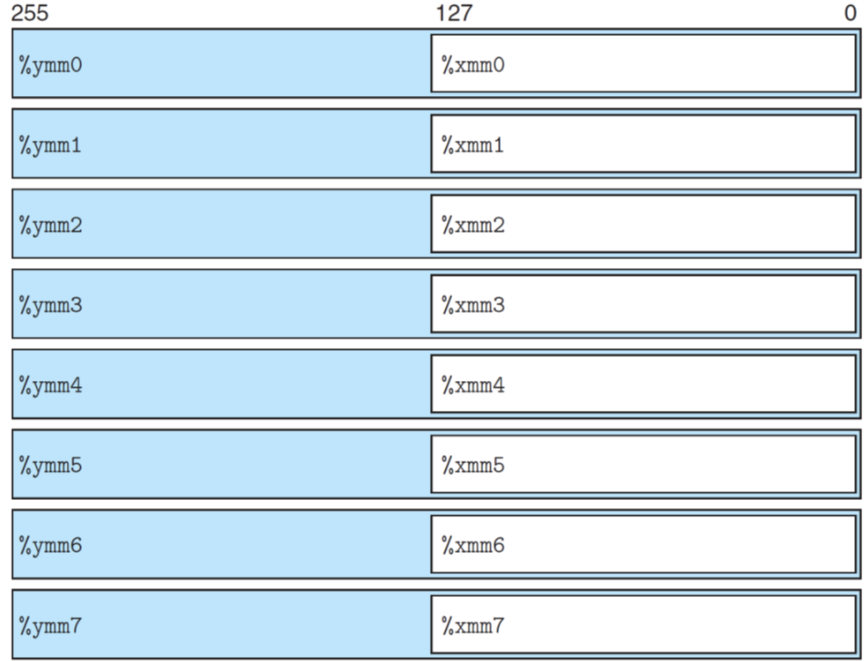 255 127 0
%ymm0 %xmm0
%ymm1 %xmm1
%ymm2 %xmm2
%ymm3 %xmm3
%ymm4 %xmm4
%ymm5 %xmm5
%ymm6 %xmm6
%ymm7 %xmm7